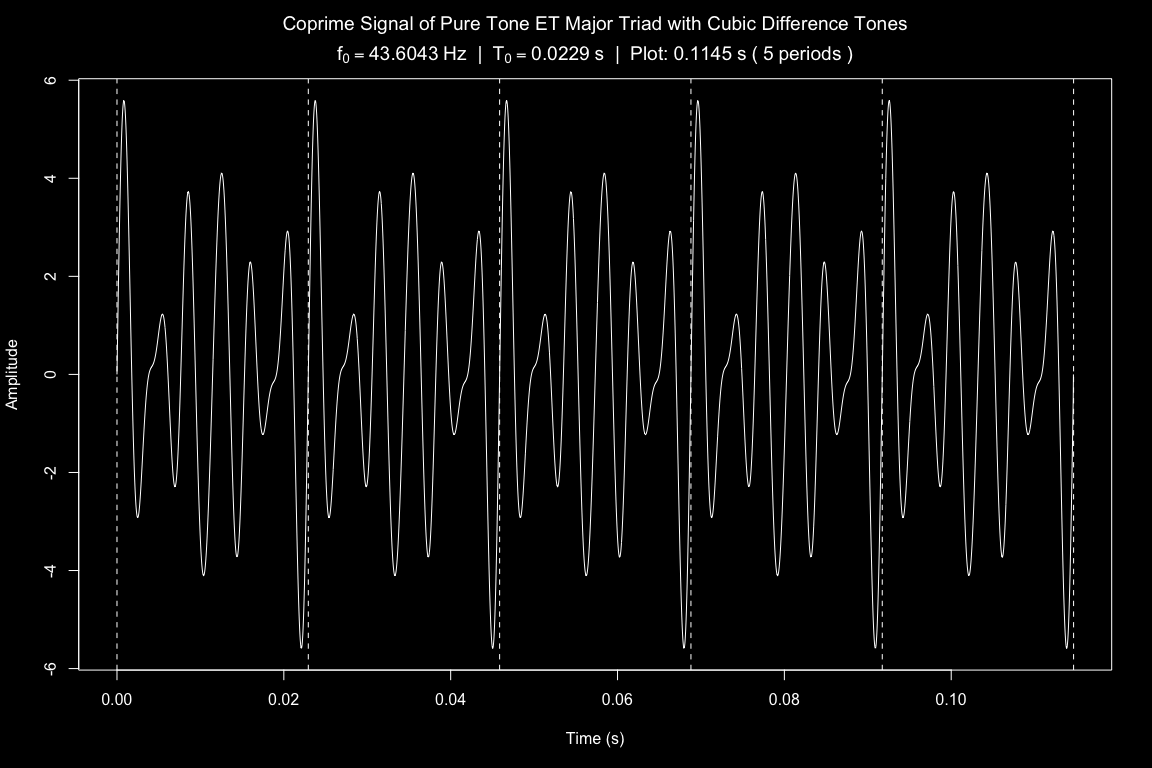 Coprime Signal of Pure Tone ET Major Triad with Cubic Difference Tones
f₀ = 43.6043 Hz | T₀ = 0.0229 s | Plot: 0.1145 s ( 5 periods )
6
4
2
0
-2
-4
-6
Amplitude
0.00 0.02 0.04 0.06 0.08 0.10
Time (s)